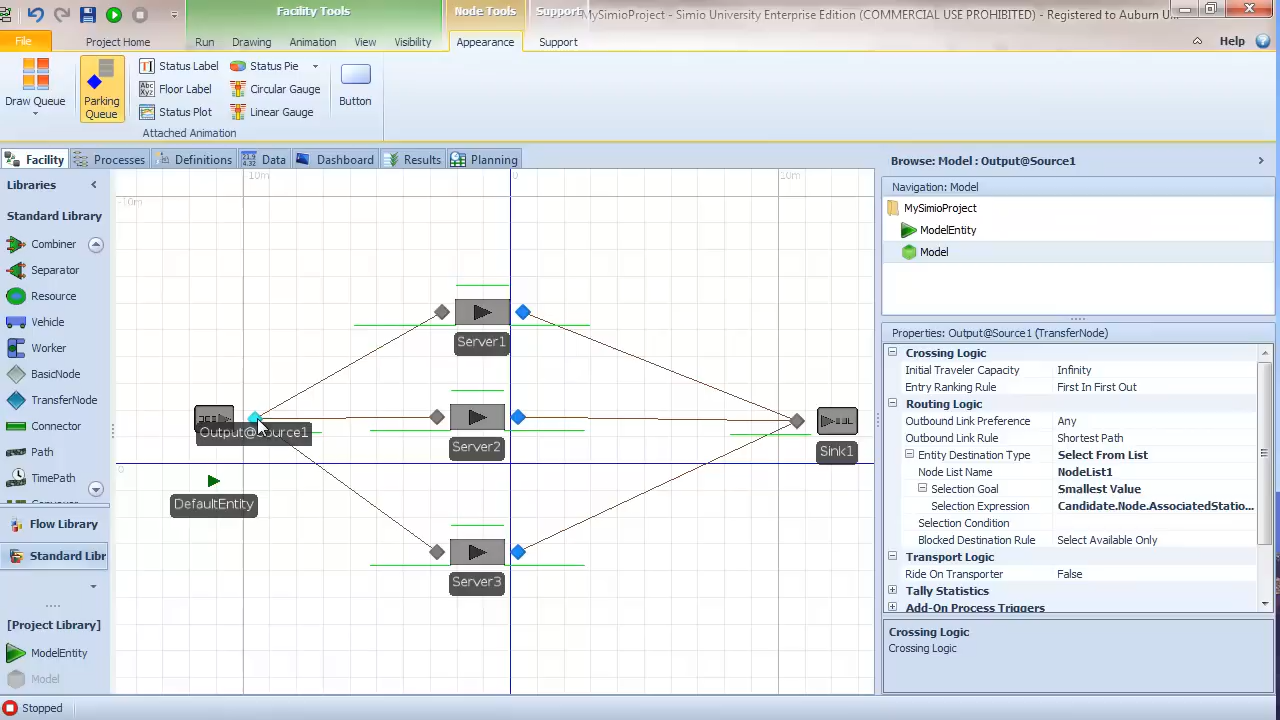 Facility Tools
Node Tools
Support
MySimioProject - Simio University Enterprise Edition (COMMERCIAL USE PROHIBITED) - Registered to Auburn U...
File
Project Home
Run
Drawing
Animation
View
Visibility
Appearance
Support
Help
Draw Queue
Parking Queue
Status Label
Floor Label
Status Plot
Status Pie
Circular Gauge
Linear Gauge
Button
Attached Animation
Facility
Processes
Definitions
Data
Dashboard
Results
Planning
Libraries
Standard Library
Combiner
Separator
Resource
Vehicle
Worker
BasicNode
TransferNode
Connector
Path
TimePath
Flow Library
Standard Libr
[Project Library]
ModelEntity
Model
10m
0
10m
-10m
0
Server1
Output@Source1
Server2
Sink1
DefaultEntity
Server3
Browse: Model : Output@Source1
Navigation: Model
MySimioProject
ModelEntity
Model
Properties: Output@Source1 (TransferNode)
Crossing Logic
Initial Traveler Capacity Infinity
Entry Ranking Rule First In First Out
Routing Logic
Outbound Link Preference Any
Outbound Link Rule Shortest Path
Entity Destination Type Select From List
Node List Name NodeList1
Selection Goal Smallest Value
Selection Expression Candidate.Node.AssociatedStatio...
Selection Condition
Blocked Destination Rule Select Available Only
Transport Logic
Ride On Transporter False
Tally Statistics
Add-On Process Triggers
Crossing Logic
Crossing Logic
Stopped